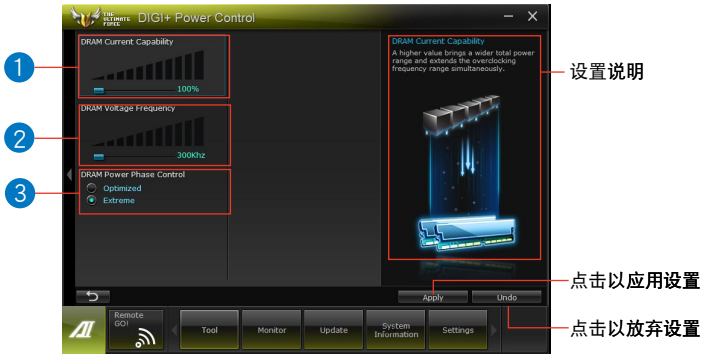 THE
ULTIMATE
FORCE
DIGI+ Power Control
1
DRAM Current Capability
100%
2
DRAM Voltage Frequency
300Khz
3
DRAM Power Phase Control
Optimized
Extreme
DRAM Current Capability
A higher value brings a wider total power
range and extends the overclocking
frequency range simultaneously.
设置说明
Apply
Undo
点击以应用设置
点击以放弃设置
AI
Remote
GO!
Tool
Monitor
Update
System
Information
Settings